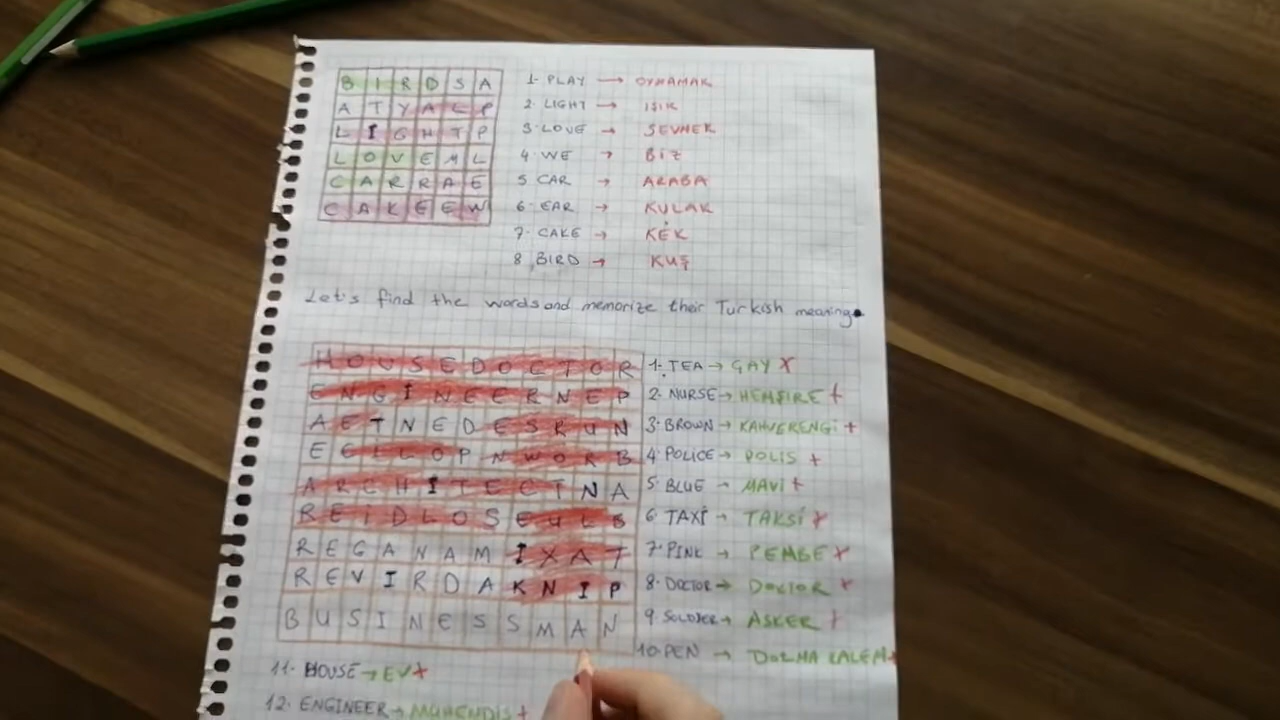 B I R D S A
A T Y A L P
L I G H T P
L O V E M L
C A R R A E
C A K E E W
1. PLAY → OYNAMAK
2. LIGHT → IŞIK
3. LOVE → SEVMEK
4. WE → BİZ
5 CAR → ARABA
6. EAR → KULAK
7. CAKE → KEK
8. BIRD → KUŞ
Let's find the words and memorize their Turkish meaning.
H O U S E D O C T O R
E N G I N E E R N E P
A E T N E D E S R U N
E C I L O P N W O R B
A R C H I T E C T N A
R E I D L O S E U L B
R E G A N A M I X A T
R E V I R D A K N I P
B U S I N E S S M A N
1. TEA → GAY x
2. NURSE → HEMŞİRE +
3. BROWN → KAHVERENGİ +
4. POLICE → POLİS +
5. BLUE → MAVİ +
6. TAXİ → TAKSİ +
7. PINK → PEMBE +
8. DOCTOR → DOKTOR +
9. SOLDIER → ASKER +
10. PEN → DOLMA KALEM +
11. HOUSE → EV +
12. ENGINEER → MÜHENDİS +